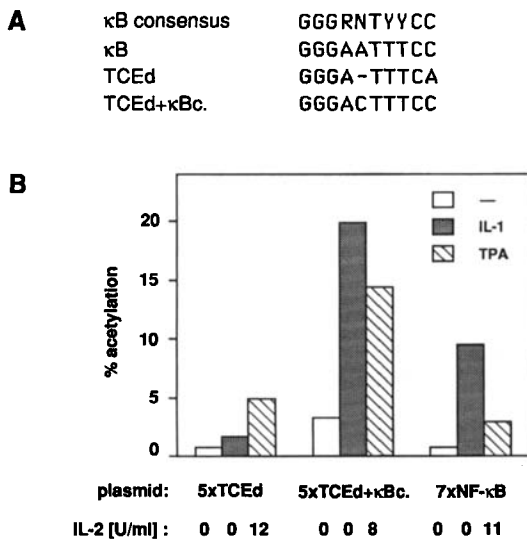 A
κB consensus GGGRNTYYCC
κB GGGAATTTCC
TCEd GGGA-TTTCA
TCEd+κBc. GGGACTTTCC
B
% acetylation
20
15
10
5
0
—
IL-1
TPA
plasmid: 5xTCEd 5xTCEd+κBc. 7xNF-κB
IL-2 [U/ml] : 0 0 12 0 0 8 0 0 11